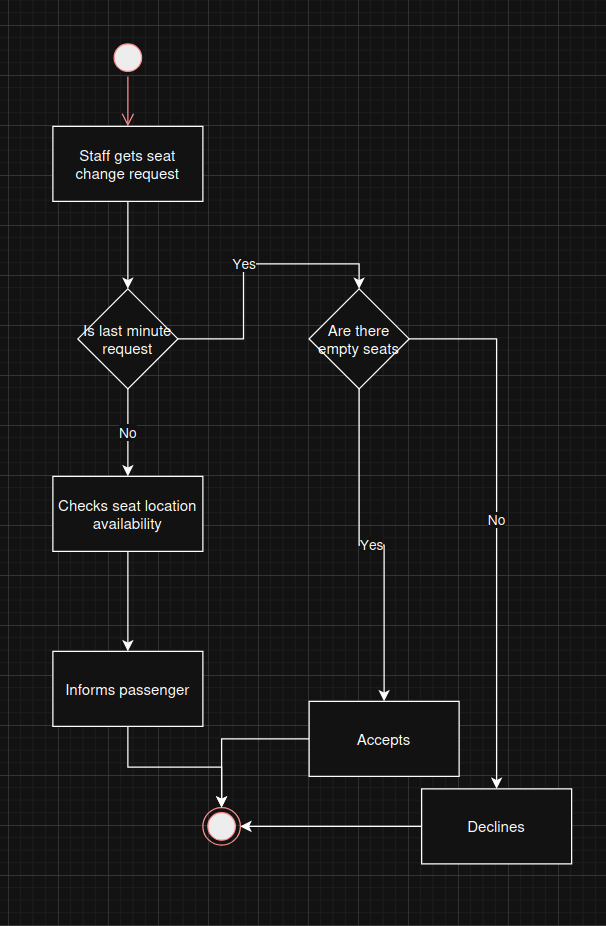 Staff gets seat
change request
Yes
Is last minute
request
Are there
empty seats
No
Checks seat location
availability
No
Yes
Informs passenger
Accepts
Declines